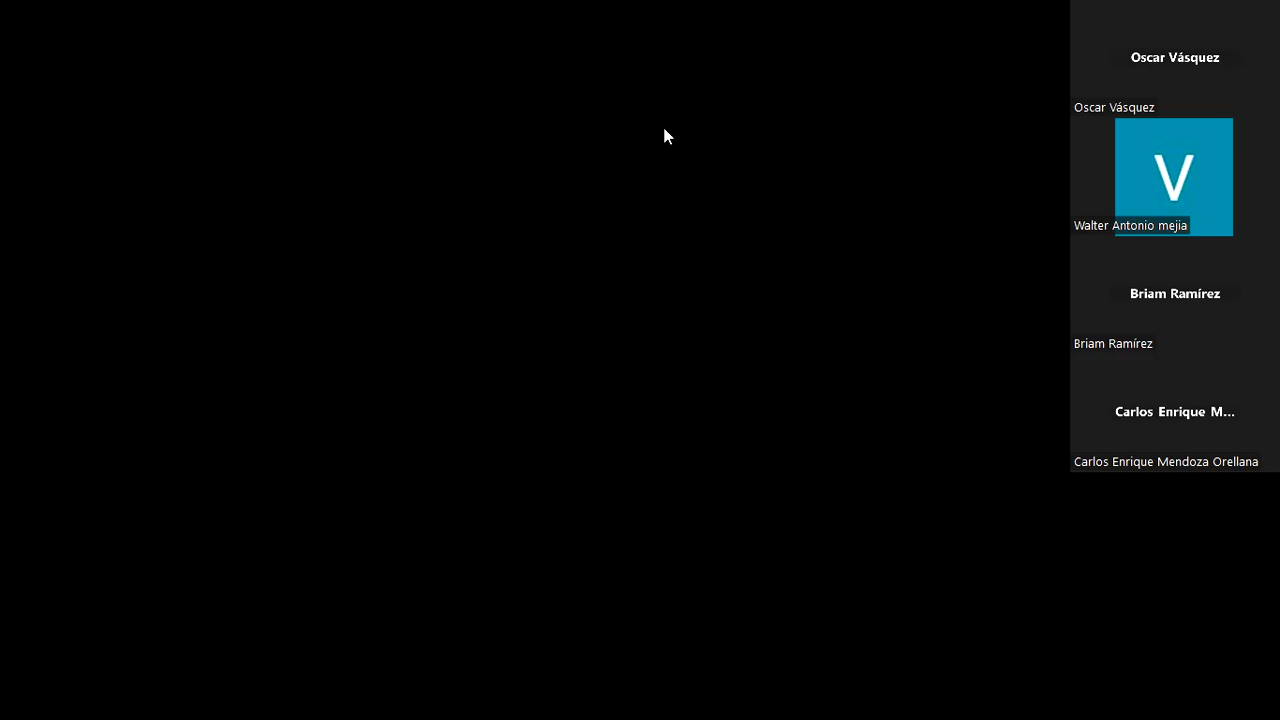 Oscar Vásquez
Oscar Vásquez
V
Walter Antonio mejia
Briam Ramírez
Briam Ramírez
Carlos Enrique M...
Carlos Enrique Mendoza Orellana